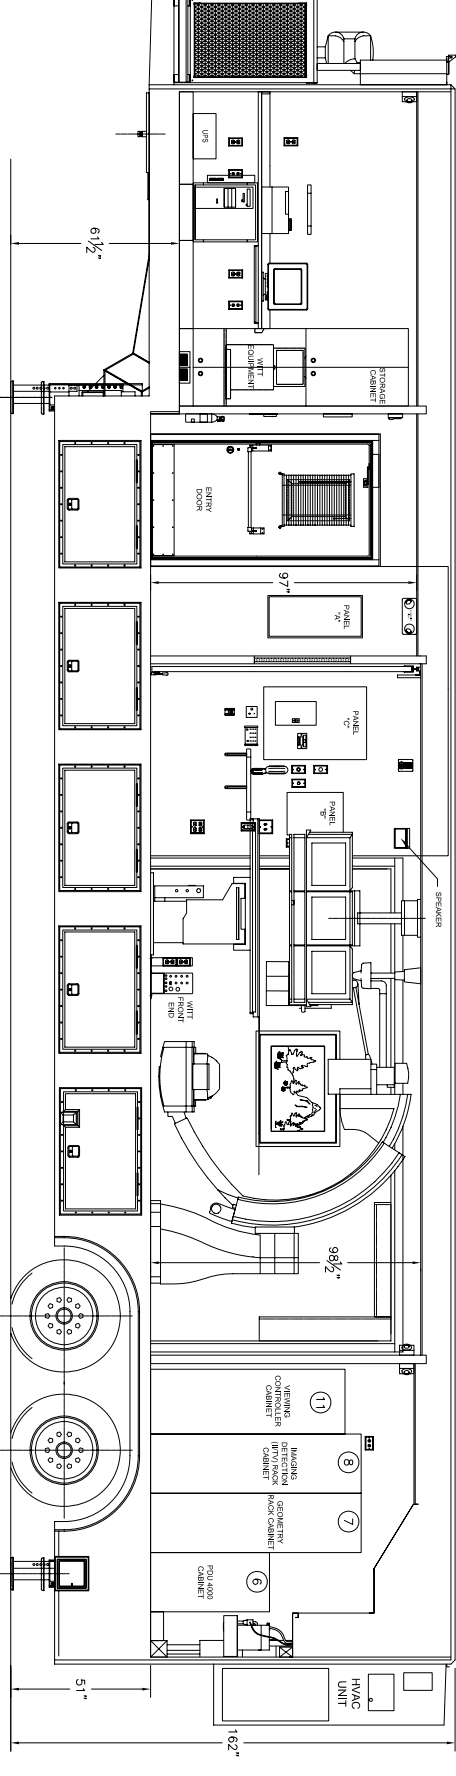 UPS
61½"
WITT
EQUIPMENT
STORAGE
CABINET
ENTRY
DOOR
97"
PANEL
"A"
PANEL
"C"
PANEL
"B"
SPEAKER
WITT
FRONT
END
98½"
11
VIEWING
CONTROLLER
CABINET
8
IMAGING
DETECTION
(IITV) RACK
CABINET
7
GEOMETRY
RACK CABINET
6
PDU 4000
CABINET
HVAC
UNIT
51"
162"